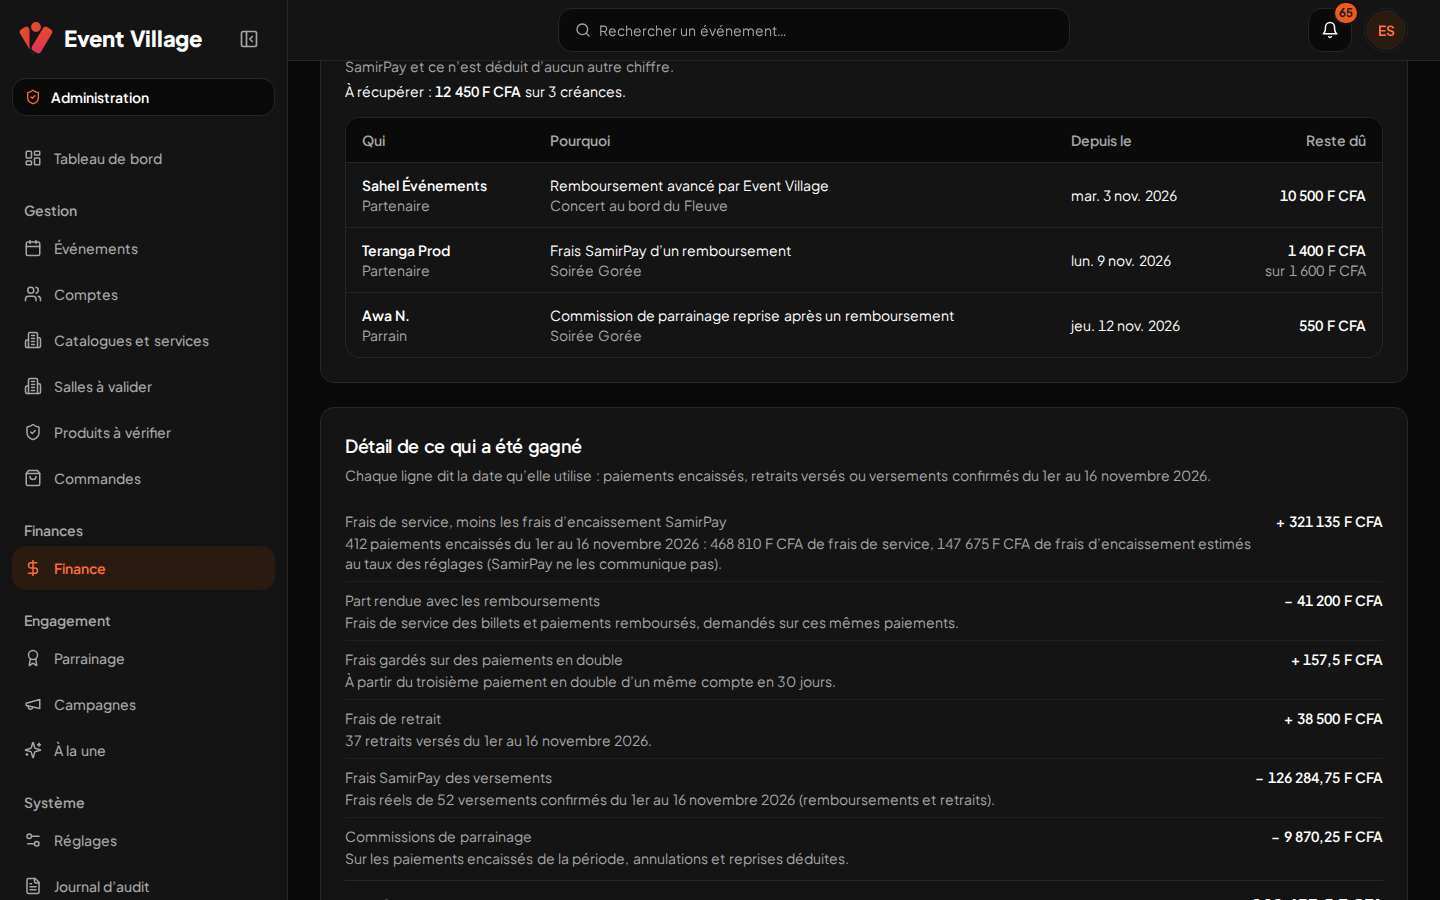 Event Village
Rechercher un événement…
65
ES
Administration
Tableau de bord
Gestion
Événements
Comptes
Catalogues et services
Salles à valider
Produits à vérifier
Commandes
Finances
Finance
Engagement
Parrainage
Campagnes
À la une
Système
Réglages
Journal d’audit
SamirPay et ce n’est déduit d’aucun autre chiffre.
À récupérer : 12 450 F CFA sur 3 créances.
Qui Pourquoi Depuis le Reste dû
Sahel Événements Remboursement avancé par Event Village mar. 3 nov. 2026 10 500 F CFA
Partenaire Concert au bord du Fleuve
Teranga Prod Frais SamirPay d’un remboursement lun. 9 nov. 2026 1 400 F CFA
Partenaire Soirée Gorée sur 1 600 F CFA
Awa N. Commission de parrainage reprise après un remboursement jeu. 12 nov. 2026 550 F CFA
Parrain Soirée Gorée
Détail de ce qui a été gagné
Chaque ligne dit la date qu’elle utilise : paiements encaissés, retraits versés ou versements confirmés du 1er au 16 novembre 2026.
Frais de service, moins les frais d’encaissement SamirPay + 321 135 F CFA
412 paiements encaissés du 1er au 16 novembre 2026 : 468 810 F CFA de frais de service, 147 675 F CFA de frais d’encaissement estimés
au taux des réglages (SamirPay ne les communique pas).
Part rendue avec les remboursements − 41 200 F CFA
Frais de service des billets et paiements remboursés, demandés sur ces mêmes paiements.
Frais gardés sur des paiements en double + 157,5 F CFA
À partir du troisième paiement en double d’un même compte en 30 jours.
Frais de retrait + 38 500 F CFA
37 retraits versés du 1er au 16 novembre 2026.
Frais SamirPay des versements − 126 284,75 F CFA
Frais réels de 52 versements confirmés du 1er au 16 novembre 2026 (remboursements et retraits).
Commissions de parrainage − 9 870,25 F CFA
Sur les paiements encaissés de la période, annulations et reprises déduites.